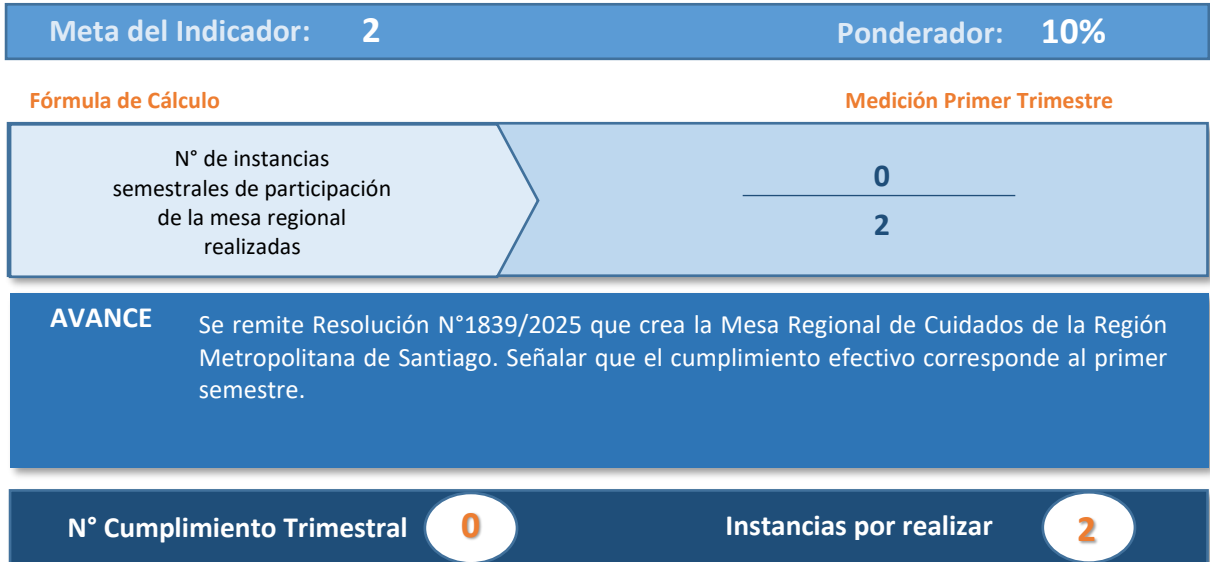 Meta del Indicador: 2 Ponderador: 10%
Fórmula de Cálculo Medición Primer Trimestre
N° de instancias
semestrales de participación
de la mesa regional
realizadas
0
2
AVANCE
Se remite Resolución N°1839/2025 que crea la Mesa Regional de Cuidados de la Región
Metropolitana de Santiago. Señalar que el cumplimiento efectivo corresponde al primer
semestre.
N° Cumplimiento Trimestral 0 Instancias por realizar 2